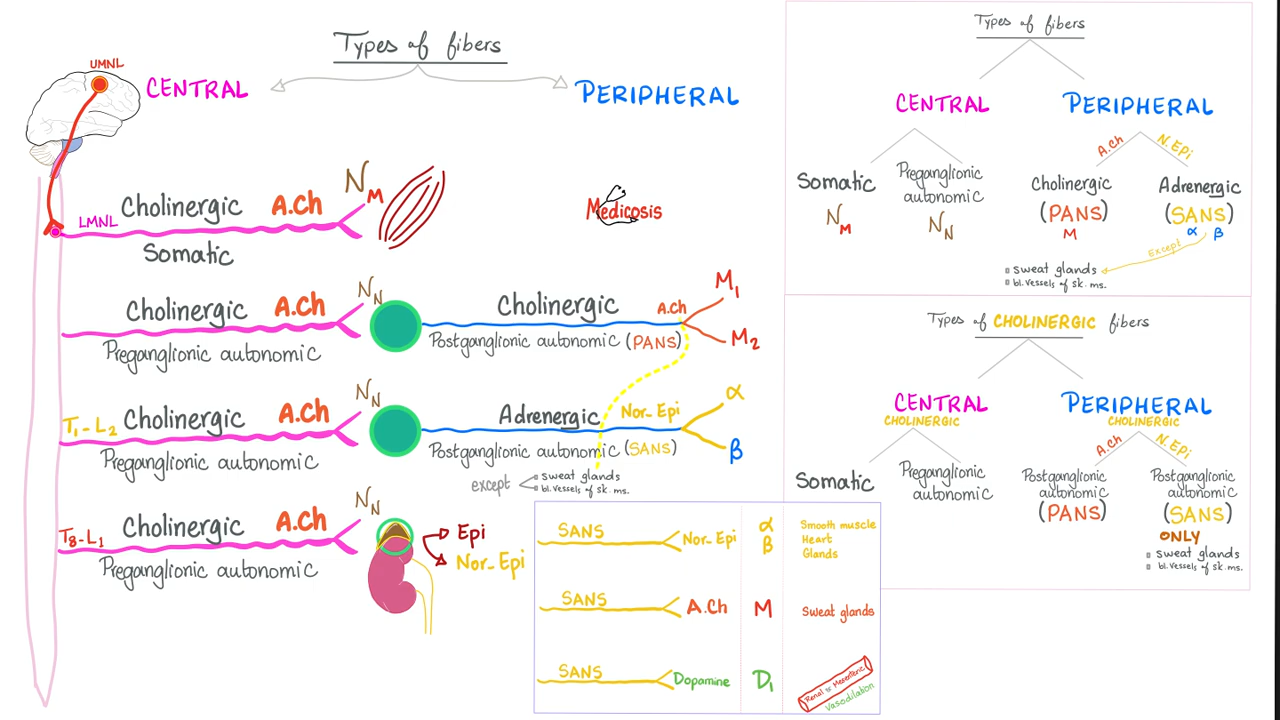 Types of fibers
UMNL
CENTRAL
PERIPHERAL
LMNL
Cholinergic A.Ch
N M
Somatic
Medicosis
Cholinergic A.Ch
N N
Preganglionic autonomic
Cholinergic
A.Ch
M1
M2
Postganglionic autonomic (PANS)
T1-L2 Cholinergic A.Ch
N N
Preganglionic autonomic
Adrenergic
Nor-Epi
α
β
Postganglionic autonomic (SANS)
except
sweat glands
bl. vessels of sk. ms.
T8-L1 Cholinergic A.Ch
N N
Preganglionic autonomic
Epi
Nor-Epi
SANS
Nor-Epi
α
β
Smooth muscle
Heart
Glands
SANS
A.Ch
M
Sweat glands
SANS
Dopamine
D1
Renal & Mesenteric
Vasodilation
Types of fibers
CENTRAL
PERIPHERAL
A.Ch
N.Epi
Somatic
N M
Preganglionic
autonomic
N N
Cholinergic
(PANS)
M
Adrenergic
(SANS)
α β
Except
sweat glands
bl. vessels of sk. ms.
Types of CHOLINERGIC fibers
CENTRAL
CHOLINERGIC
PERIPHERAL
CHOLINERGIC
A.Ch
N.Epi
Somatic
Preganglionic
autonomic
Postganglionic
autonomic
(PANS)
Postganglionic
autonomic
(SANS)
ONLY
sweat glands
bl. vessels of sk. ms.